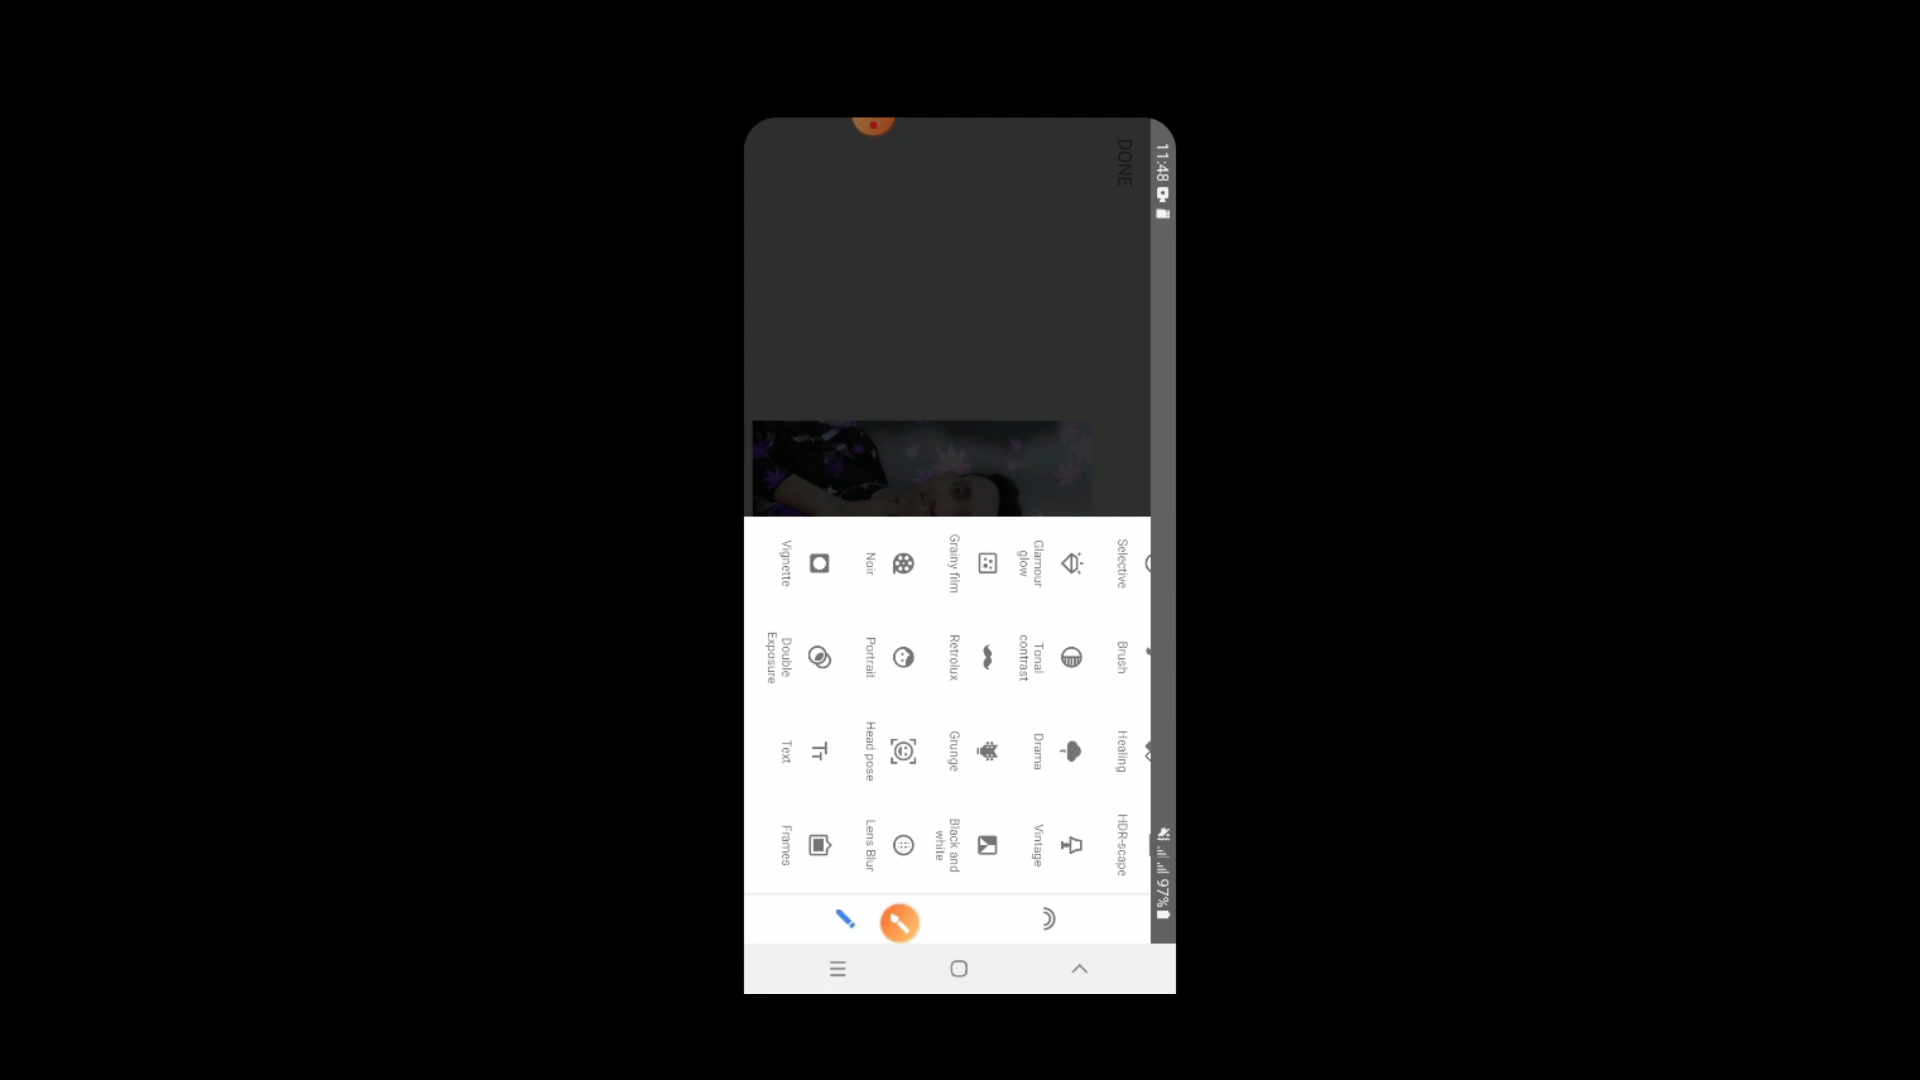 11:48
97%
DONE
Selective
Brush
Healing
HDR-scape
Glamour
glow
Tonal
contrast
Drama
Vintage
Grainy film
Retrolux
Grunge
Black and
white
Noir
Portrait
Head pose
Lens Blur
Vignette
Double
Exposure
Text
Frames